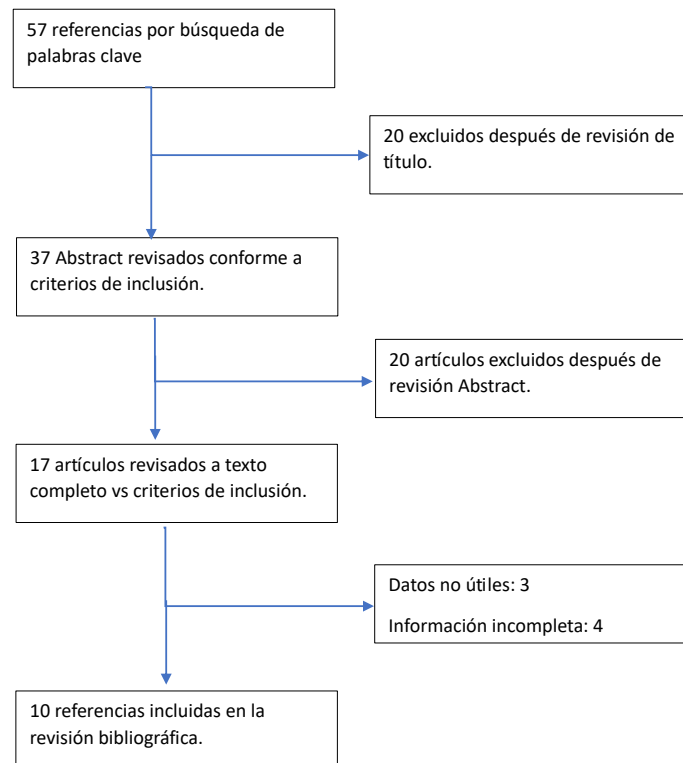 57 referencias por búsqueda de
palabras clave
20 excluidos después de revisión de
título.
37 Abstract revisados conforme a
criterios de inclusión.
20 artículos excluidos después de
revisión Abstract.
17 artículos revisados a texto
completo vs criterios de inclusión.
Datos no útiles: 3
Información incompleta: 4
10 referencias incluidas en la
revisión bibliográfica.